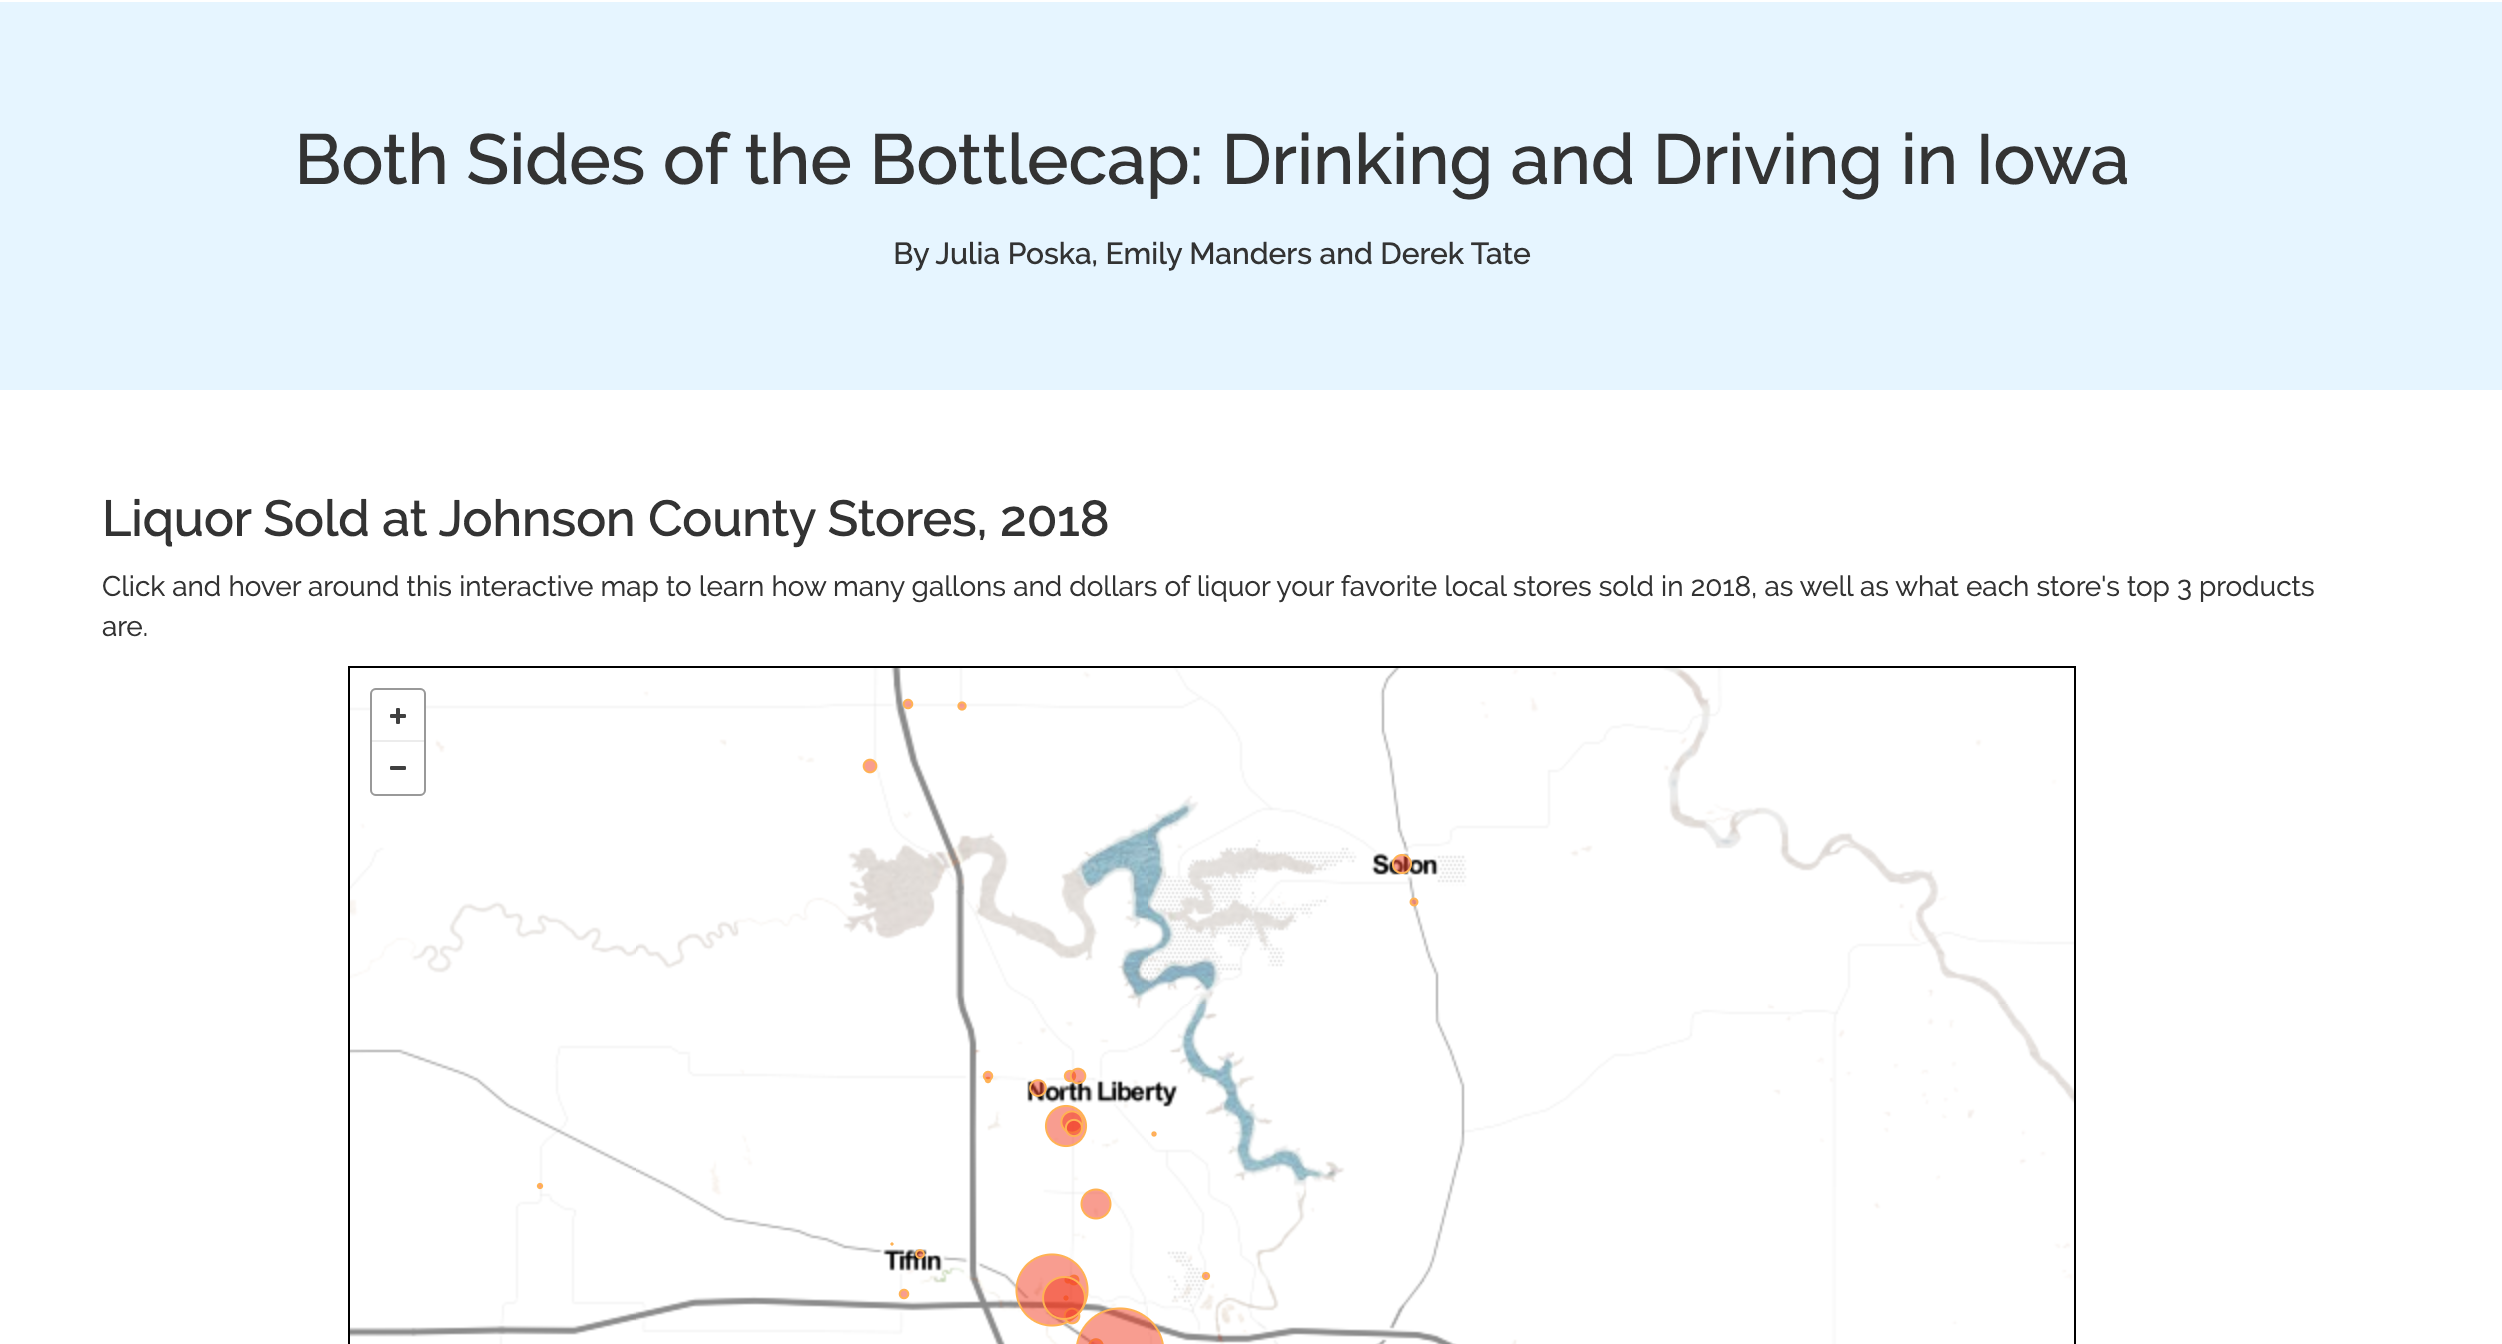 Both Sides of the Bottlecap: Drinking and Driving in Iowa
By Julia Poska, Emily Manders and Derek Tate
Liquor Sold at Johnson County Stores, 2018
Click and hover around this interactive map to learn how many gallons and dollars of liquor your favorite local stores sold in 2018, as well as what each store's top 3 products
are.
+
−
Solon
North Liberty
Tiffin